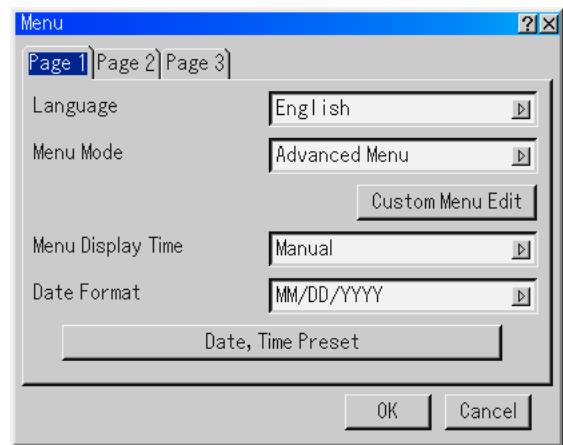 Menu ? X
Page 1 Page 2 Page 3
Language English
Menu Mode Advanced Menu
Custom Menu Edit
Menu Display Time Manual
Date Format MM/DD/YYYY
Date, Time Preset
OK Cancel